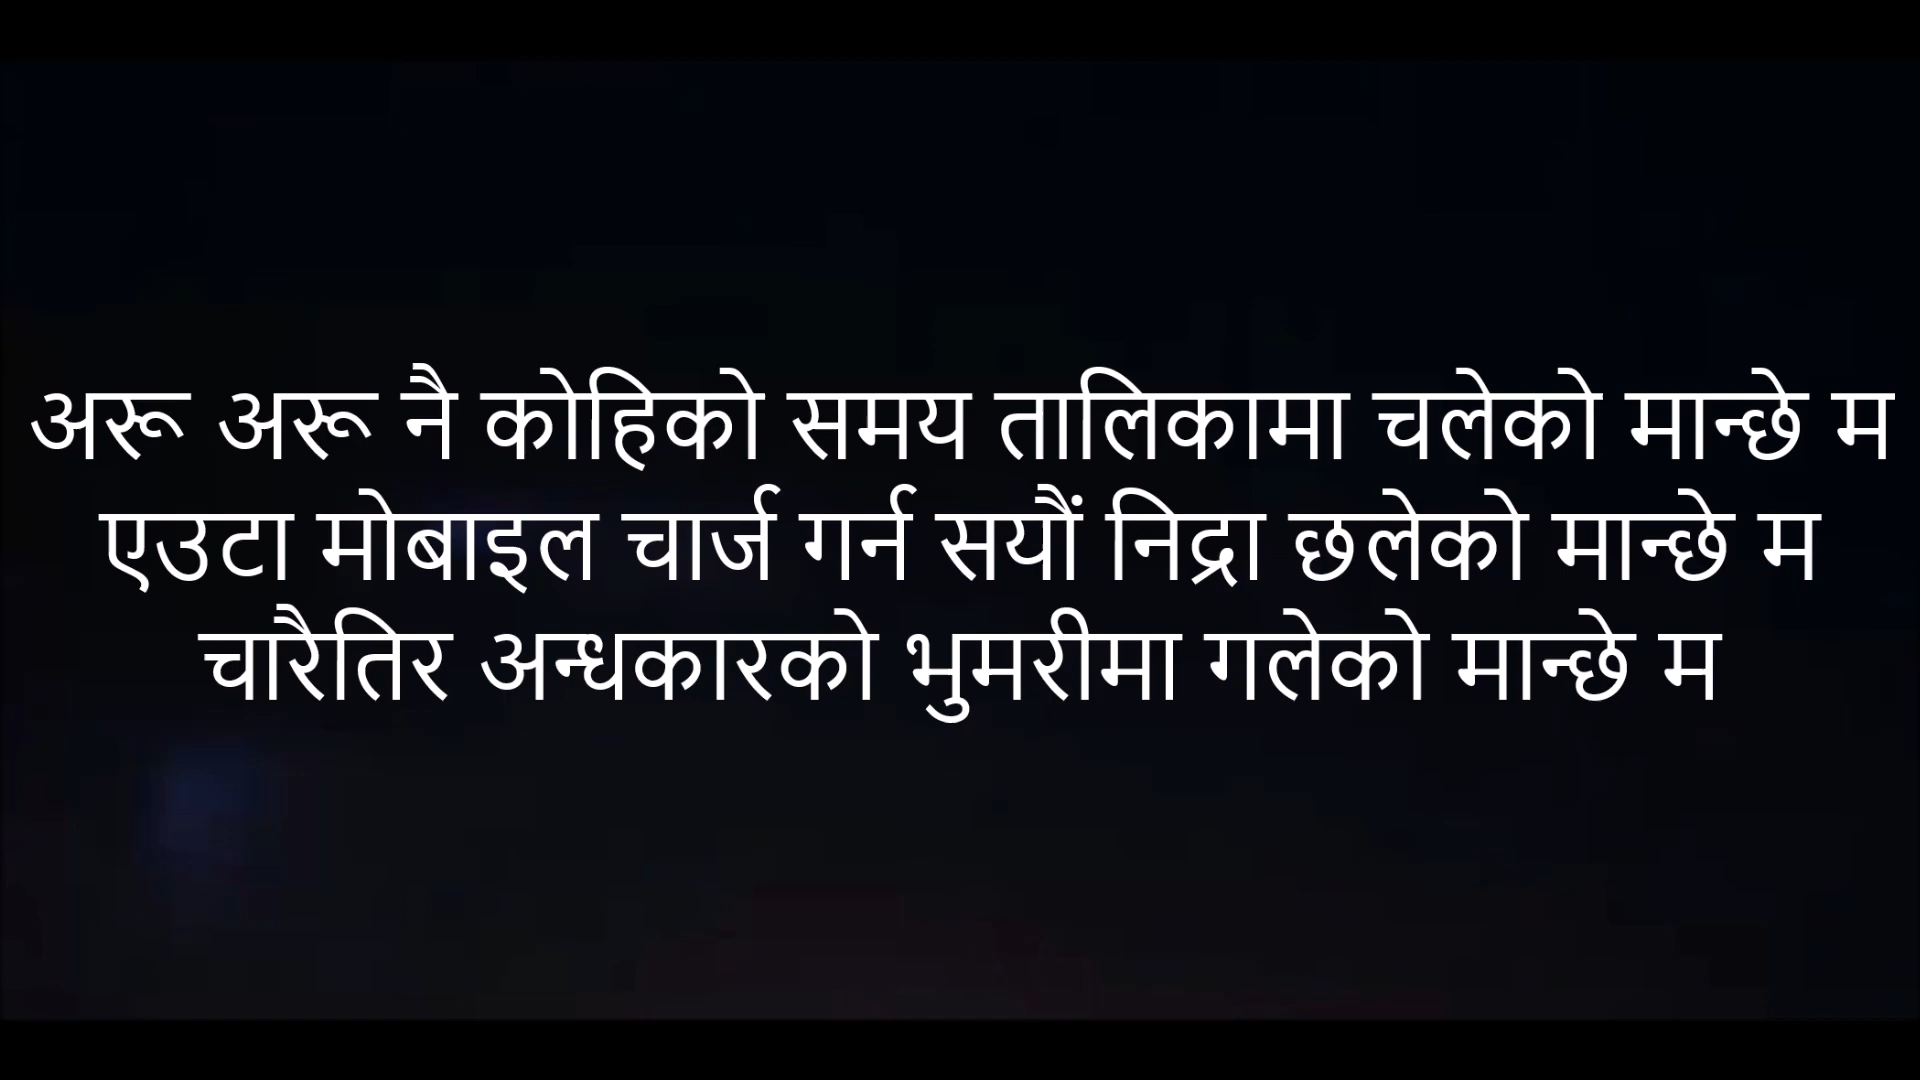 अरू अरू नै कोहिको समय तालिकामा चलेको मान्छे म
एउटा मोबाइल चार्ज गर्न सयौं निद्रा छलेको मान्छे म
चारैतिर अन्धकारको भुमरीमा गलेको मान्छे म